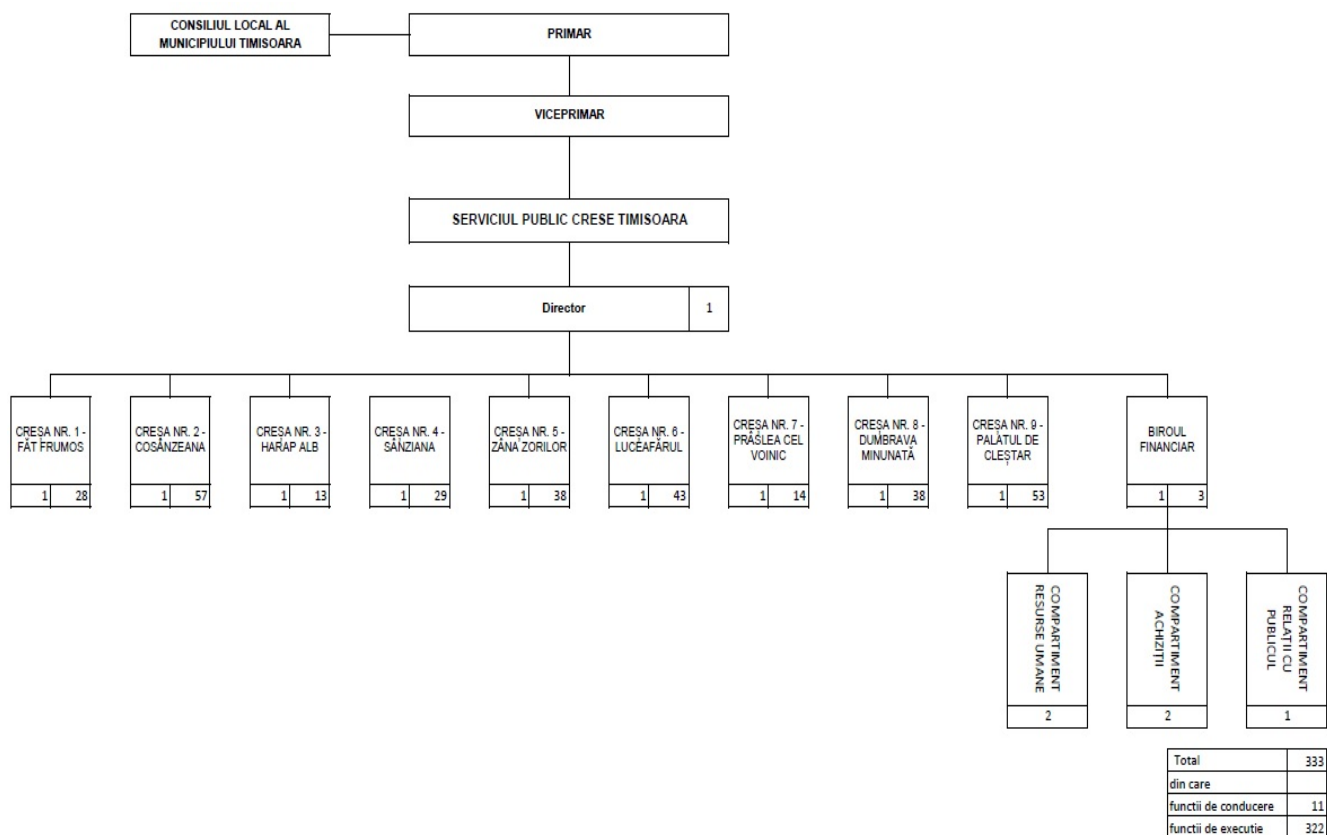 CONSILIUL LOCAL AL
MUNICIPIULUI TIMISOARA
PRIMAR
VICEPRIMAR
SERVICIUL PUBLIC CRESE TIMISOARA
Director
1
CREȘA NR. 1 -
FĂT FRUMOS
1 28
CREȘA NR. 2 -
COSÂNZEANA
1 57
CREȘA NR. 3 -
HARAP ALB
1 13
CREȘA NR. 4 -
SÂNZIANA
1 29
CREȘA NR. 5 -
ZÂNA ZORILOR
1 38
CREȘA NR. 6 -
LUCEAFĂRUL
1 43
CREȘA NR. 7 -
PRÂSLEA CEL
VOINIC
1 14
CREȘA NR. 8 -
DUMBRAVA
MINUNATĂ
1 38
CREȘA NR. 9 -
PALATUL DE
CLEȘTAR
1 53
BIROUL
FINANCIAR
1 3
COMPARTIMENT
RESURSE UMANE
2
COMPARTIMENT
ACHIZIȚII
2
COMPARTIMENT
RELAȚII CU
PUBLICUL
1
Total 333
din care
functii de conducere 11
functii de executie 322